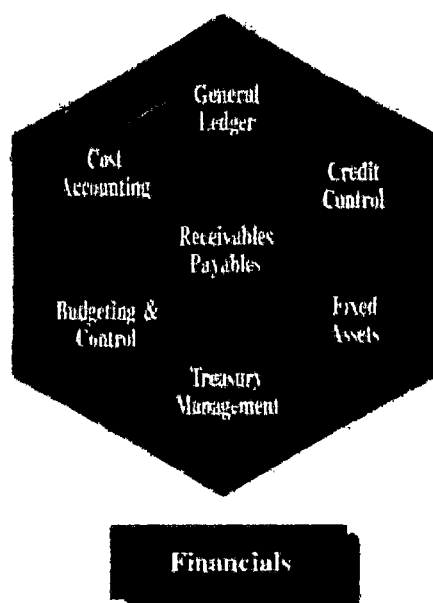 General
Ledger
Cost
Accounting
Credit
Control
Receivables
Payables
Budgeting &
Control
Fixed
Assets
Treasury
Management
Financials